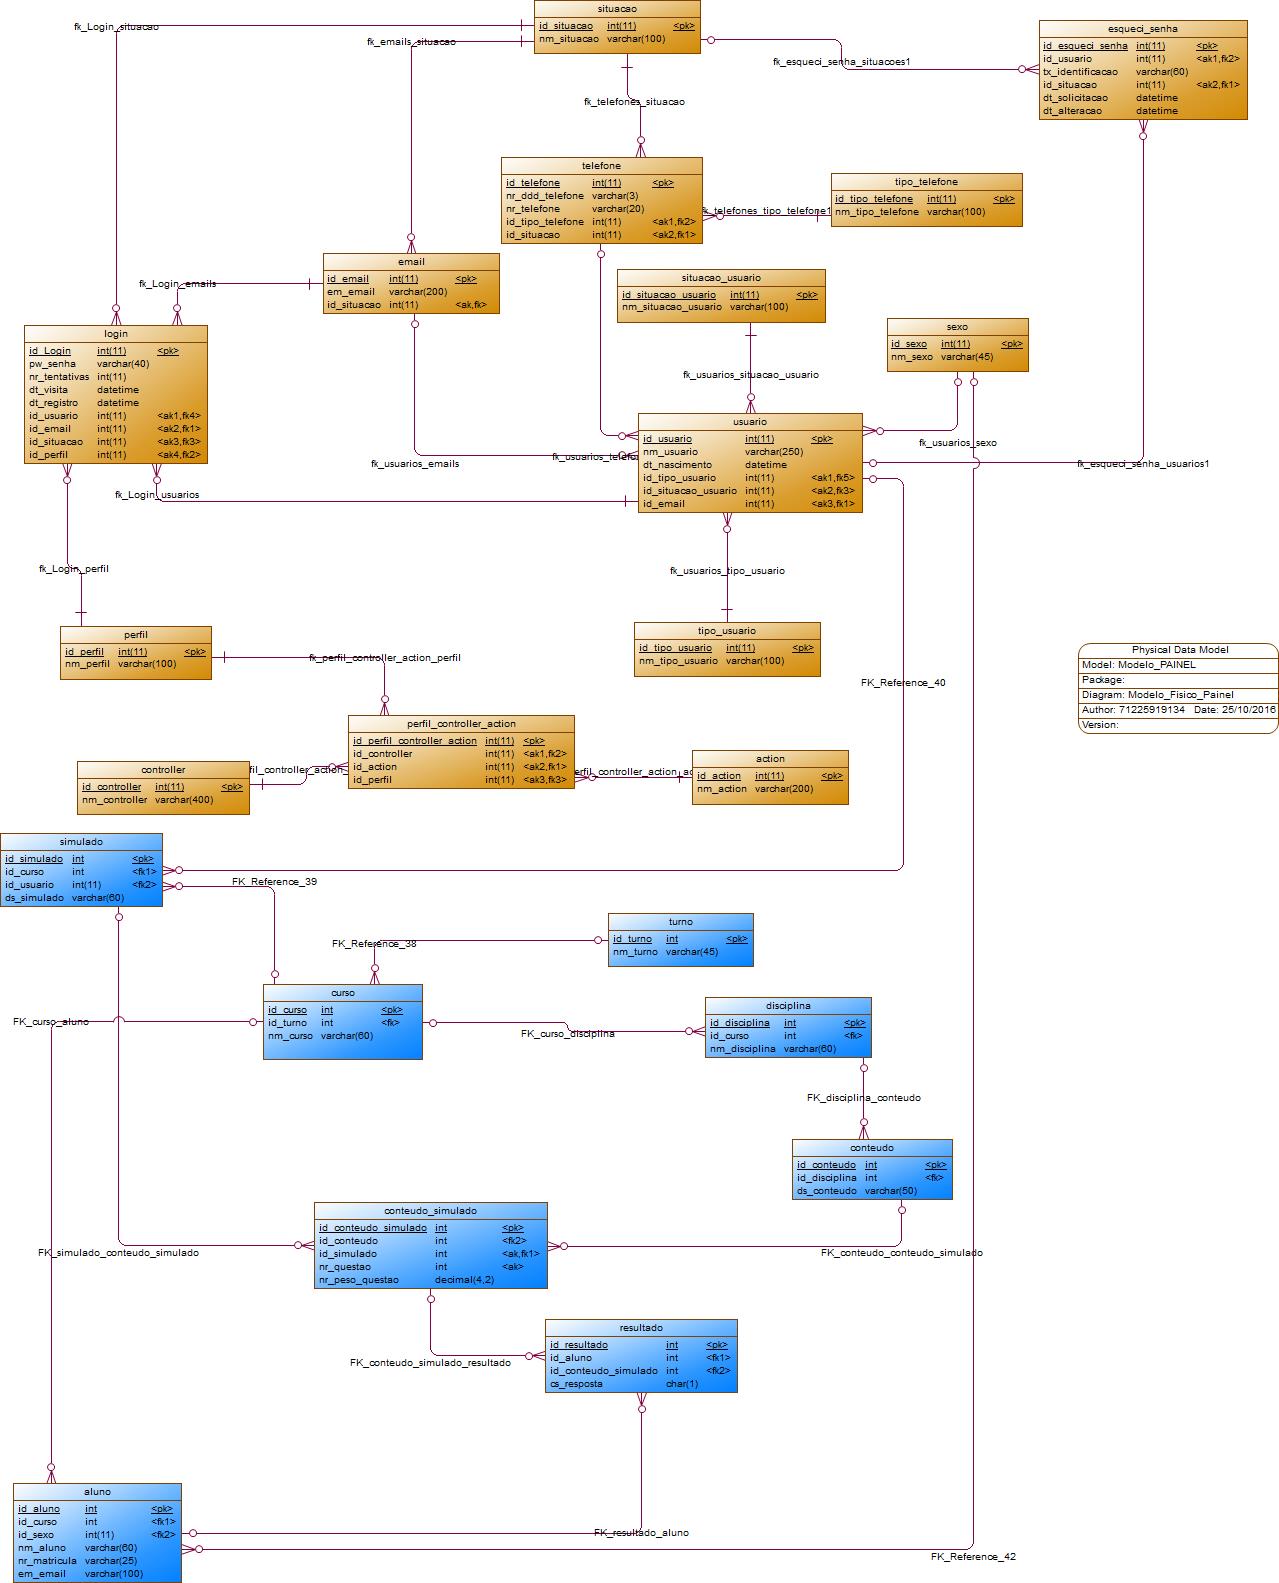 situacao
id_situacao int(11) <pk>
nm_situacao varchar(100)
esqueci_senha
id_esqueci_senha int(11) <pk>
id_usuario int(11) <ak1,fk2>
tx_identificacao varchar(60)
id_situacao int(11) <ak2,fk1>
dt_solicitacao datetime
dt_alteracao datetime
fk_Login_situacao
fk_emails_situacao
fk_esqueci_senha_situacoes1
fk_telefones_situacao
telefone
id_telefone int(11) <pk>
nr_ddd_telefone varchar(3)
nr_telefone varchar(20)
id_tipo_telefone int(11) <ak1,fk2>
id_situacao int(11) <ak2,fk1>
fk_telefones_tipo_telefone1
tipo_telefone
id_tipo_telefone int(11) <pk>
nm_tipo_telefone varchar(100)
email
id_email int(11) <pk>
em_email varchar(200)
id_situacao int(11) <ak,fk>
fk_Login_emails
situacao_usuario
id_situacao_usuario int(11) <pk>
nm_situacao_usuario varchar(100)
sexo
id_sexo int(11) <pk>
nm_sexo varchar(45)
login
id_Login int(11) <pk>
pw_senha varchar(40)
nr_tentativas int(11)
dt_visita datetime
dt_registro datetime
id_usuario int(11) <ak1,fk4>
id_email int(11) <ak2,fk1>
id_situacao int(11) <ak3,fk3>
id_perfil int(11) <ak4,fk2>
fk_usuarios_situacao_usuario
usuario
id_usuario int(11) <pk>
nm_usuario varchar(250)
dt_nascimento datetime
id_tipo_usuario int(11) <ak1,fk5>
id_situacao_usuario int(11) <ak2,fk3>
id_email int(11) <ak3,fk1>
fk_usuarios_sexo
fk_usuarios_telefo
fk_usuarios_emails
fk_esqueci_senha_usuarios1
fk_Login_usuarios
fk_Login_perfil
fk_usuarios_tipo_usuario
perfil
id_perfil int(11) <pk>
nm_perfil varchar(100)
tipo_usuario
id_tipo_usuario int(11) <pk>
nm_tipo_usuario varchar(100)
fk_perfil_controller_action_perfil
FK_Reference_40
Physical Data Model
Model: Modelo_PAINEL
Package:
Diagram: Modelo_Fisico_Painel
Author: 71225919134 Date: 25/10/2016
Version:
perfil_controller_action
id_perfil_controller_action int(11) <pk>
id_controller int(11) <ak1,fk2>
id_action int(11) <ak2,fk1>
id_perfil int(11) <ak3,fk3>
controller
id_controller int(11) <pk>
nm_controller varchar(400)
fil_controller_action
erfil_controller_action_ac
action
id_action int(11) <pk>
nm_action varchar(200)
simulado
id_simulado int <pk>
id_curso int <fk1>
id_usuario int(11) <fk2>
ds_simulado varchar(60)
FK_Reference_39
turno
id_turno int <pk>
nm_turno varchar(45)
FK_Reference_38
curso
id_curso int <pk>
id_turno int <fk>
nm_curso varchar(60)
FK_curso_aluno
FK_curso_disciplina
disciplina
id_disciplina int <pk>
id_curso int <fk>
nm_disciplina varchar(60)
FK_disciplina_conteudo
conteudo
id_conteudo int <pk>
id_disciplina int <fk>
ds_conteudo varchar(50)
conteudo_simulado
id_conteudo_simulado int <pk>
id_conteudo int <fk2>
id_simulado int <ak,fk1>
nr_questao int <ak>
nr_peso_questao decimal(4,2)
FK_simulado_conteudo_simulado
FK_conteudo_conteudo_simulado
resultado
id_resultado int <pk>
id_aluno int <fk1>
id_conteudo_simulado int <fk2>
cs_resposta char(1)
FK_conteudo_simulado_resultado
aluno
id_aluno int <pk>
id_curso int <fk1>
id_sexo int(11) <fk2>
nm_aluno varchar(60)
nr_matricula varchar(25)
em_email varchar(100)
FK_resultado_aluno
FK_Reference_42